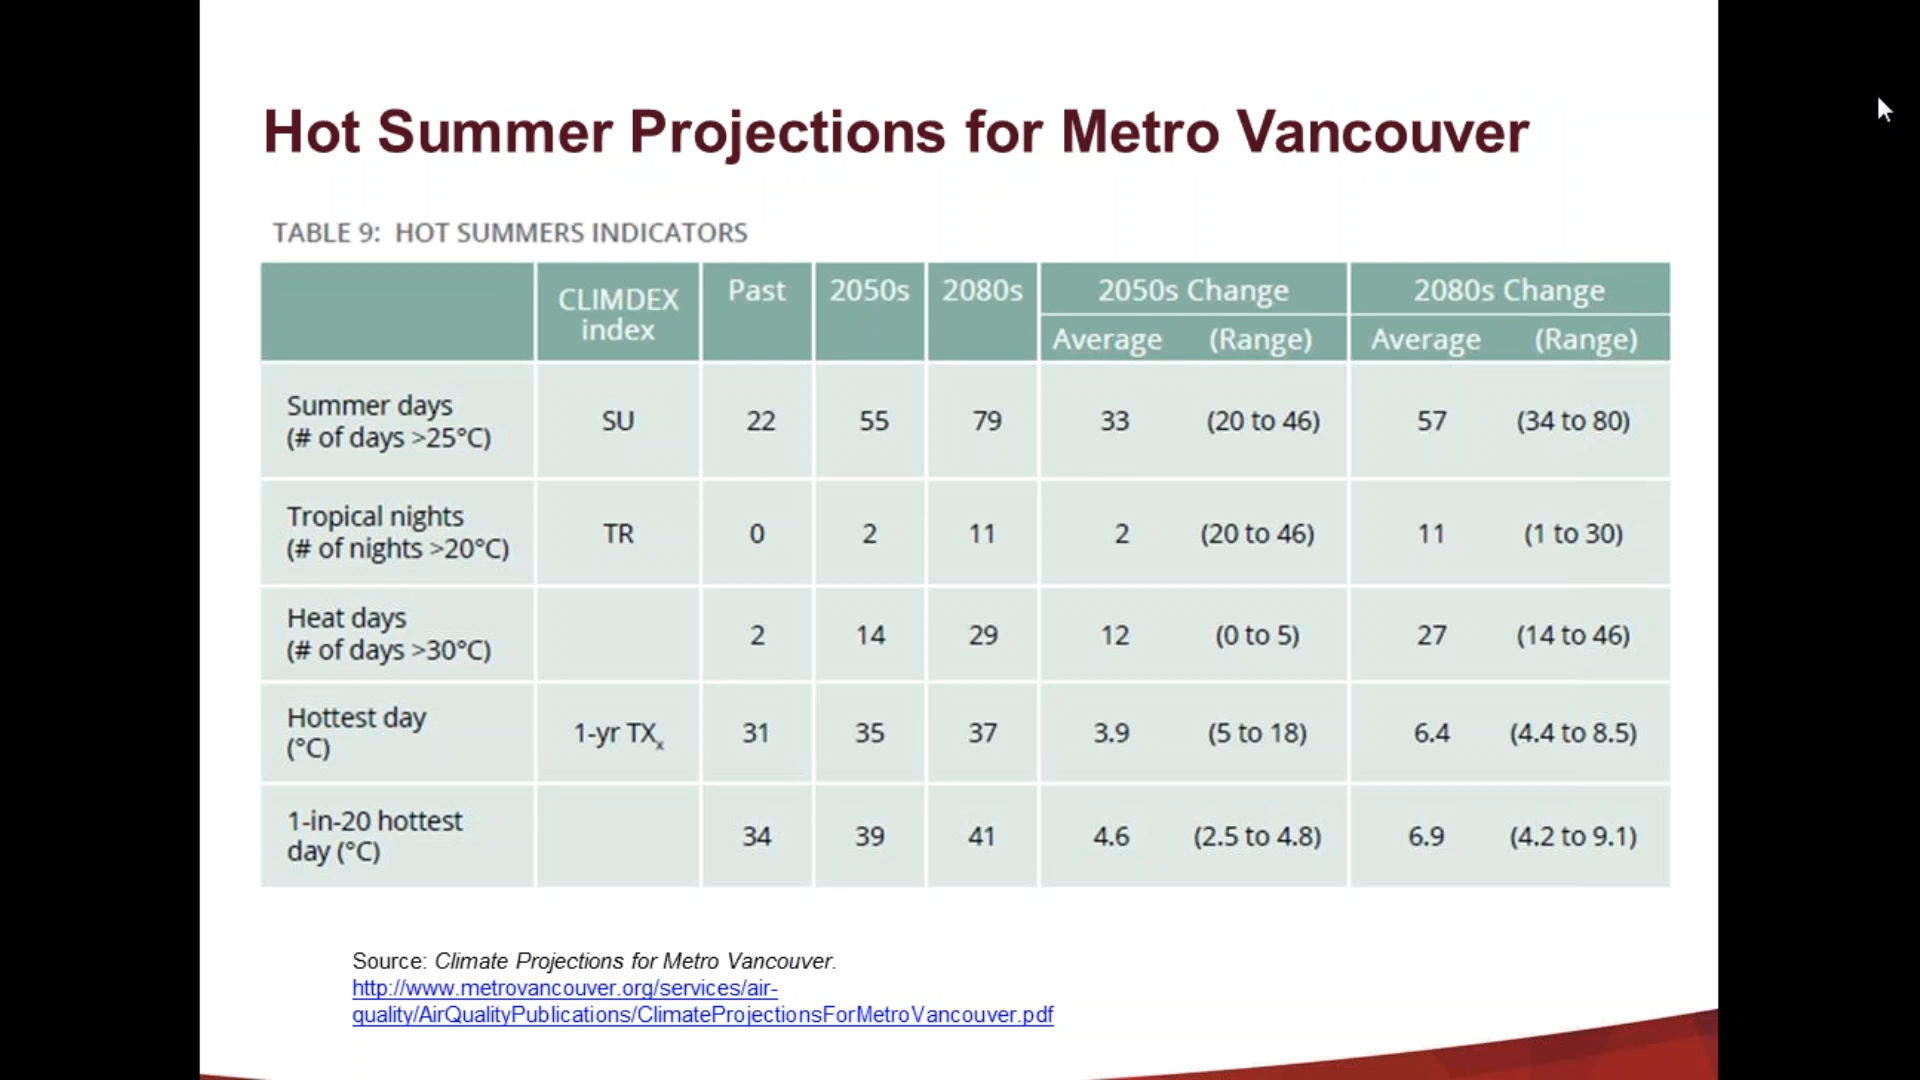 Hot Summer Projections for Metro Vancouver
TABLE 9: HOT SUMMERS INDICATORS
CLIMDEX index Past 2050s 2080s 2050s Change 2080s Change
Average (Range) Average (Range)
Summer days (# of days >25°C) SU 22 55 79 33 (20 to 46) 57 (34 to 80)
Tropical nights (# of nights >20°C) TR 0 2 11 2 (20 to 46) 11 (1 to 30)
Heat days (# of days >30°C) 2 14 29 12 (0 to 5) 27 (14 to 46)
Hottest day (°C) 1-yr TXx 31 35 37 3.9 (5 to 18) 6.4 (4.4 to 8.5)
1-in-20 hottest day (°C) 34 39 41 4.6 (2.5 to 4.8) 6.9 (4.2 to 9.1)
Source: Climate Projections for Metro Vancouver.
http://www.metrovancouver.org/services/air-
quality/AirQualityPublications/ClimateProjectionsForMetroVancouver.pdf